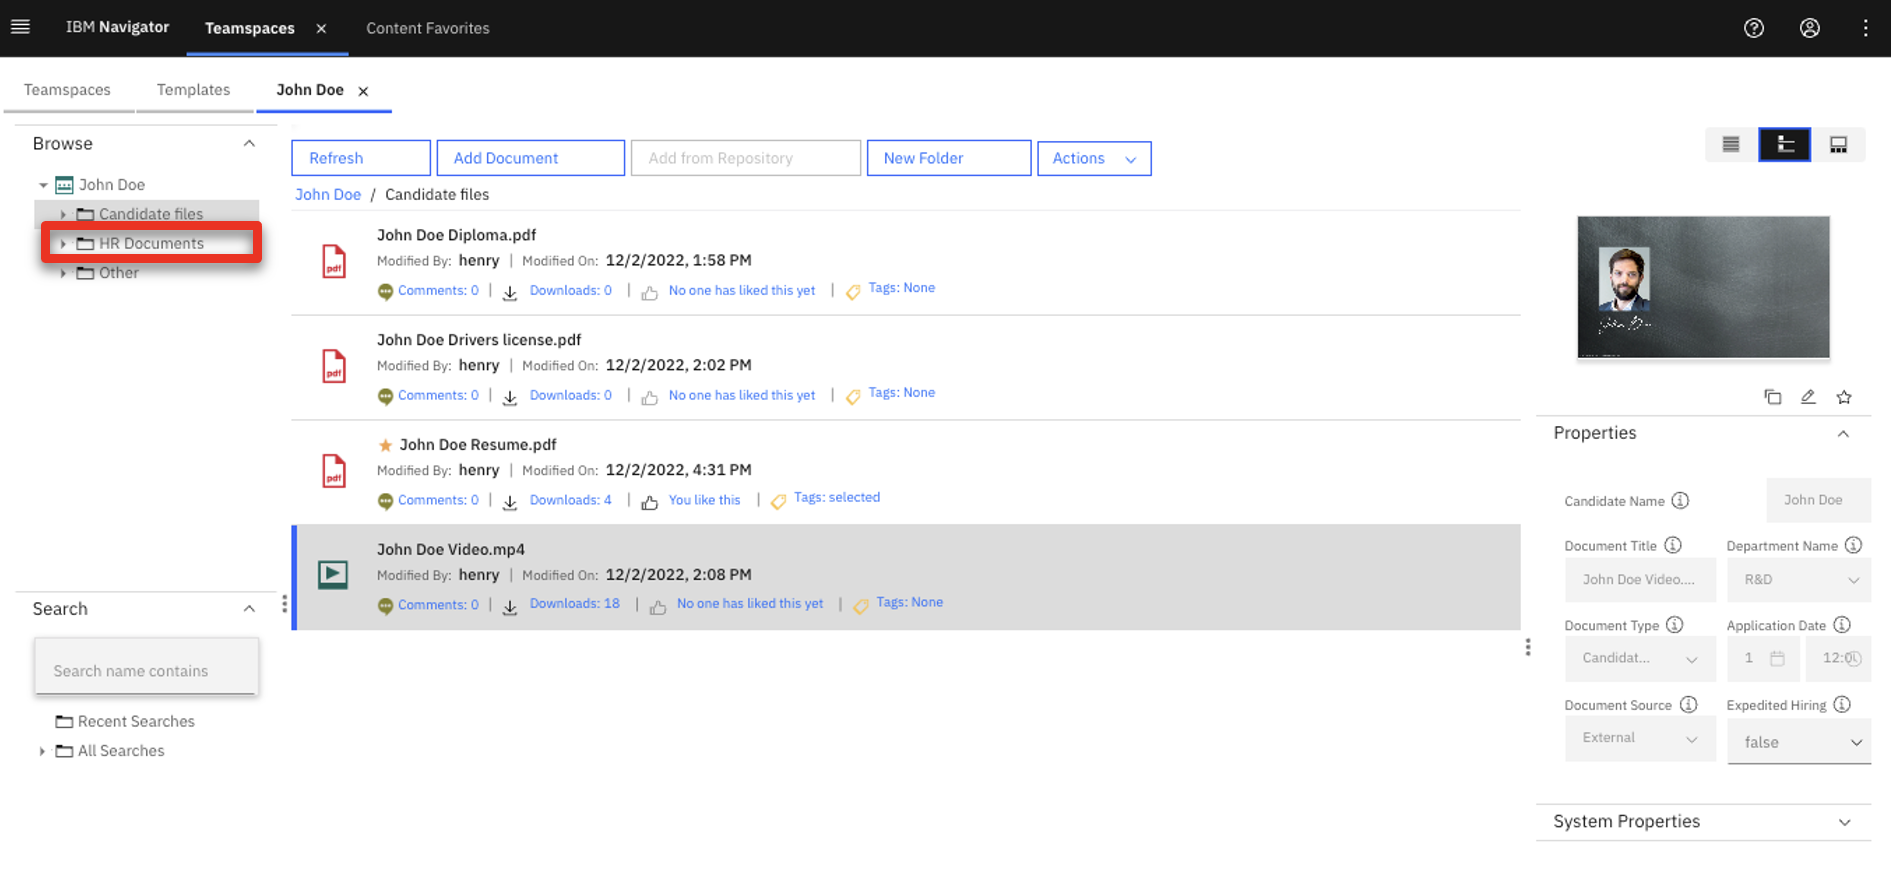 IBM Navigator
Teamspaces
Content Favorites
Teamspaces
Templates
John Doe
Browse
John Doe
Candidate files
HR Documents
Other
Search
Search name contains
Recent Searches
All Searches
Refresh
Add Document
Add from Repository
New Folder
Actions
John Doe / Candidate files
pdf
John Doe Diploma.pdf
Modified By: henry | Modified On: 12/2/2022, 1:58 PM
Comments: 0 | Downloads: 0 | No one has liked this yet | Tags: None
pdf
John Doe Drivers license.pdf
Modified By: henry | Modified On: 12/2/2022, 2:02 PM
Comments: 0 | Downloads: 0 | No one has liked this yet | Tags: None
pdf
John Doe Resume.pdf
Modified By: henry | Modified On: 12/2/2022, 4:31 PM
Comments: 0 | Downloads: 4 | You like this | Tags: selected
John Doe Video.mp4
Modified By: henry | Modified On: 12/2/2022, 2:08 PM
Comments: 0 | Downloads: 18 | No one has liked this yet | Tags: None
Properties
Candidate Name
John Doe
Document Title
Department Name
John Doe Video....
R&D
Document Type
Application Date
Candidat...
1
12:0
Document Source
Expedited Hiring
External
false
System Properties